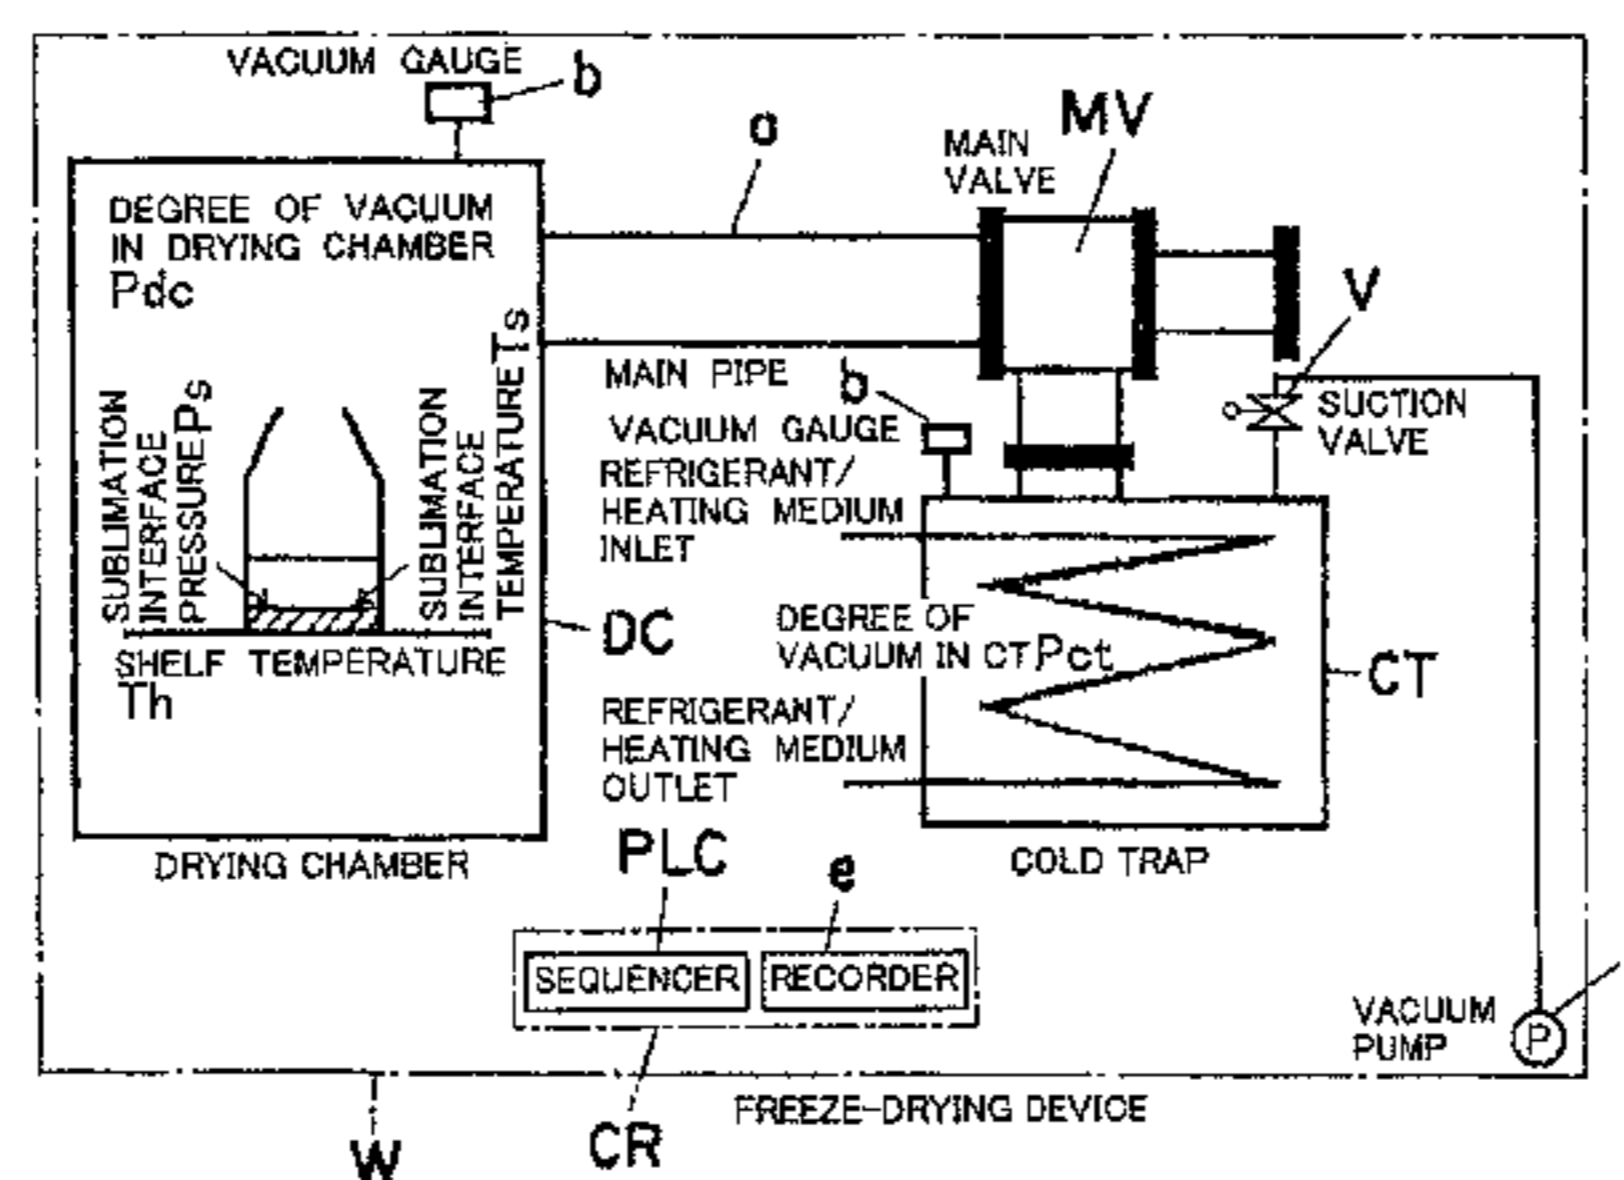 VACUUM GAUGE
b
a
MV
MAIN
VALVE
DEGREE OF VACUUM
IN DRYING CHAMBER
Pdc
V
MAIN PIPE
b
SUCTION
VALVE
VACUUM GAUGE
REFRIGERANT/
HEATING MEDIUM
INLET
SUBLIMATION
INTERFACE
PRESSURE Ps
SUBLIMATION
INTERFACE
TEMPERATURE Ts
DC
DEGREE OF
VACUUM IN CT Pct
CT
SHELF TEMPERATURE
Th
REFRIGERANT/
HEATING MEDIUM
OUTLET
DRYING CHAMBER
PLC
e
COLD TRAP
SEQUENCER
RECORDER
VACUUM
PUMP
P
FREEZE-DRYING DEVICE
W
CR